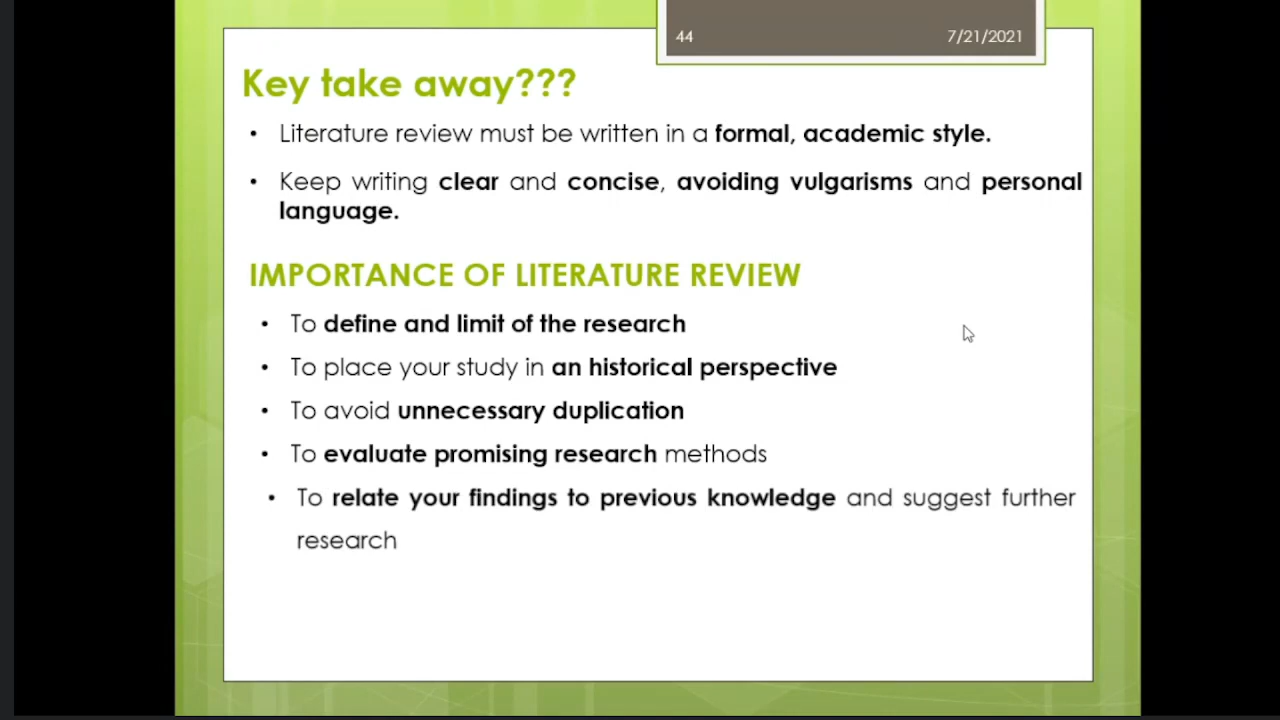 44 7/21/2021
Key take away???
• Literature review must be written in a formal, academic style.
• Keep writing clear and concise, avoiding vulgarisms and personal
language.
IMPORTANCE OF LITERATURE REVIEW
• To define and limit of the research
• To place your study in an historical perspective
• To avoid unnecessary duplication
• To evaluate promising research methods
• To relate your findings to previous knowledge and suggest further
research